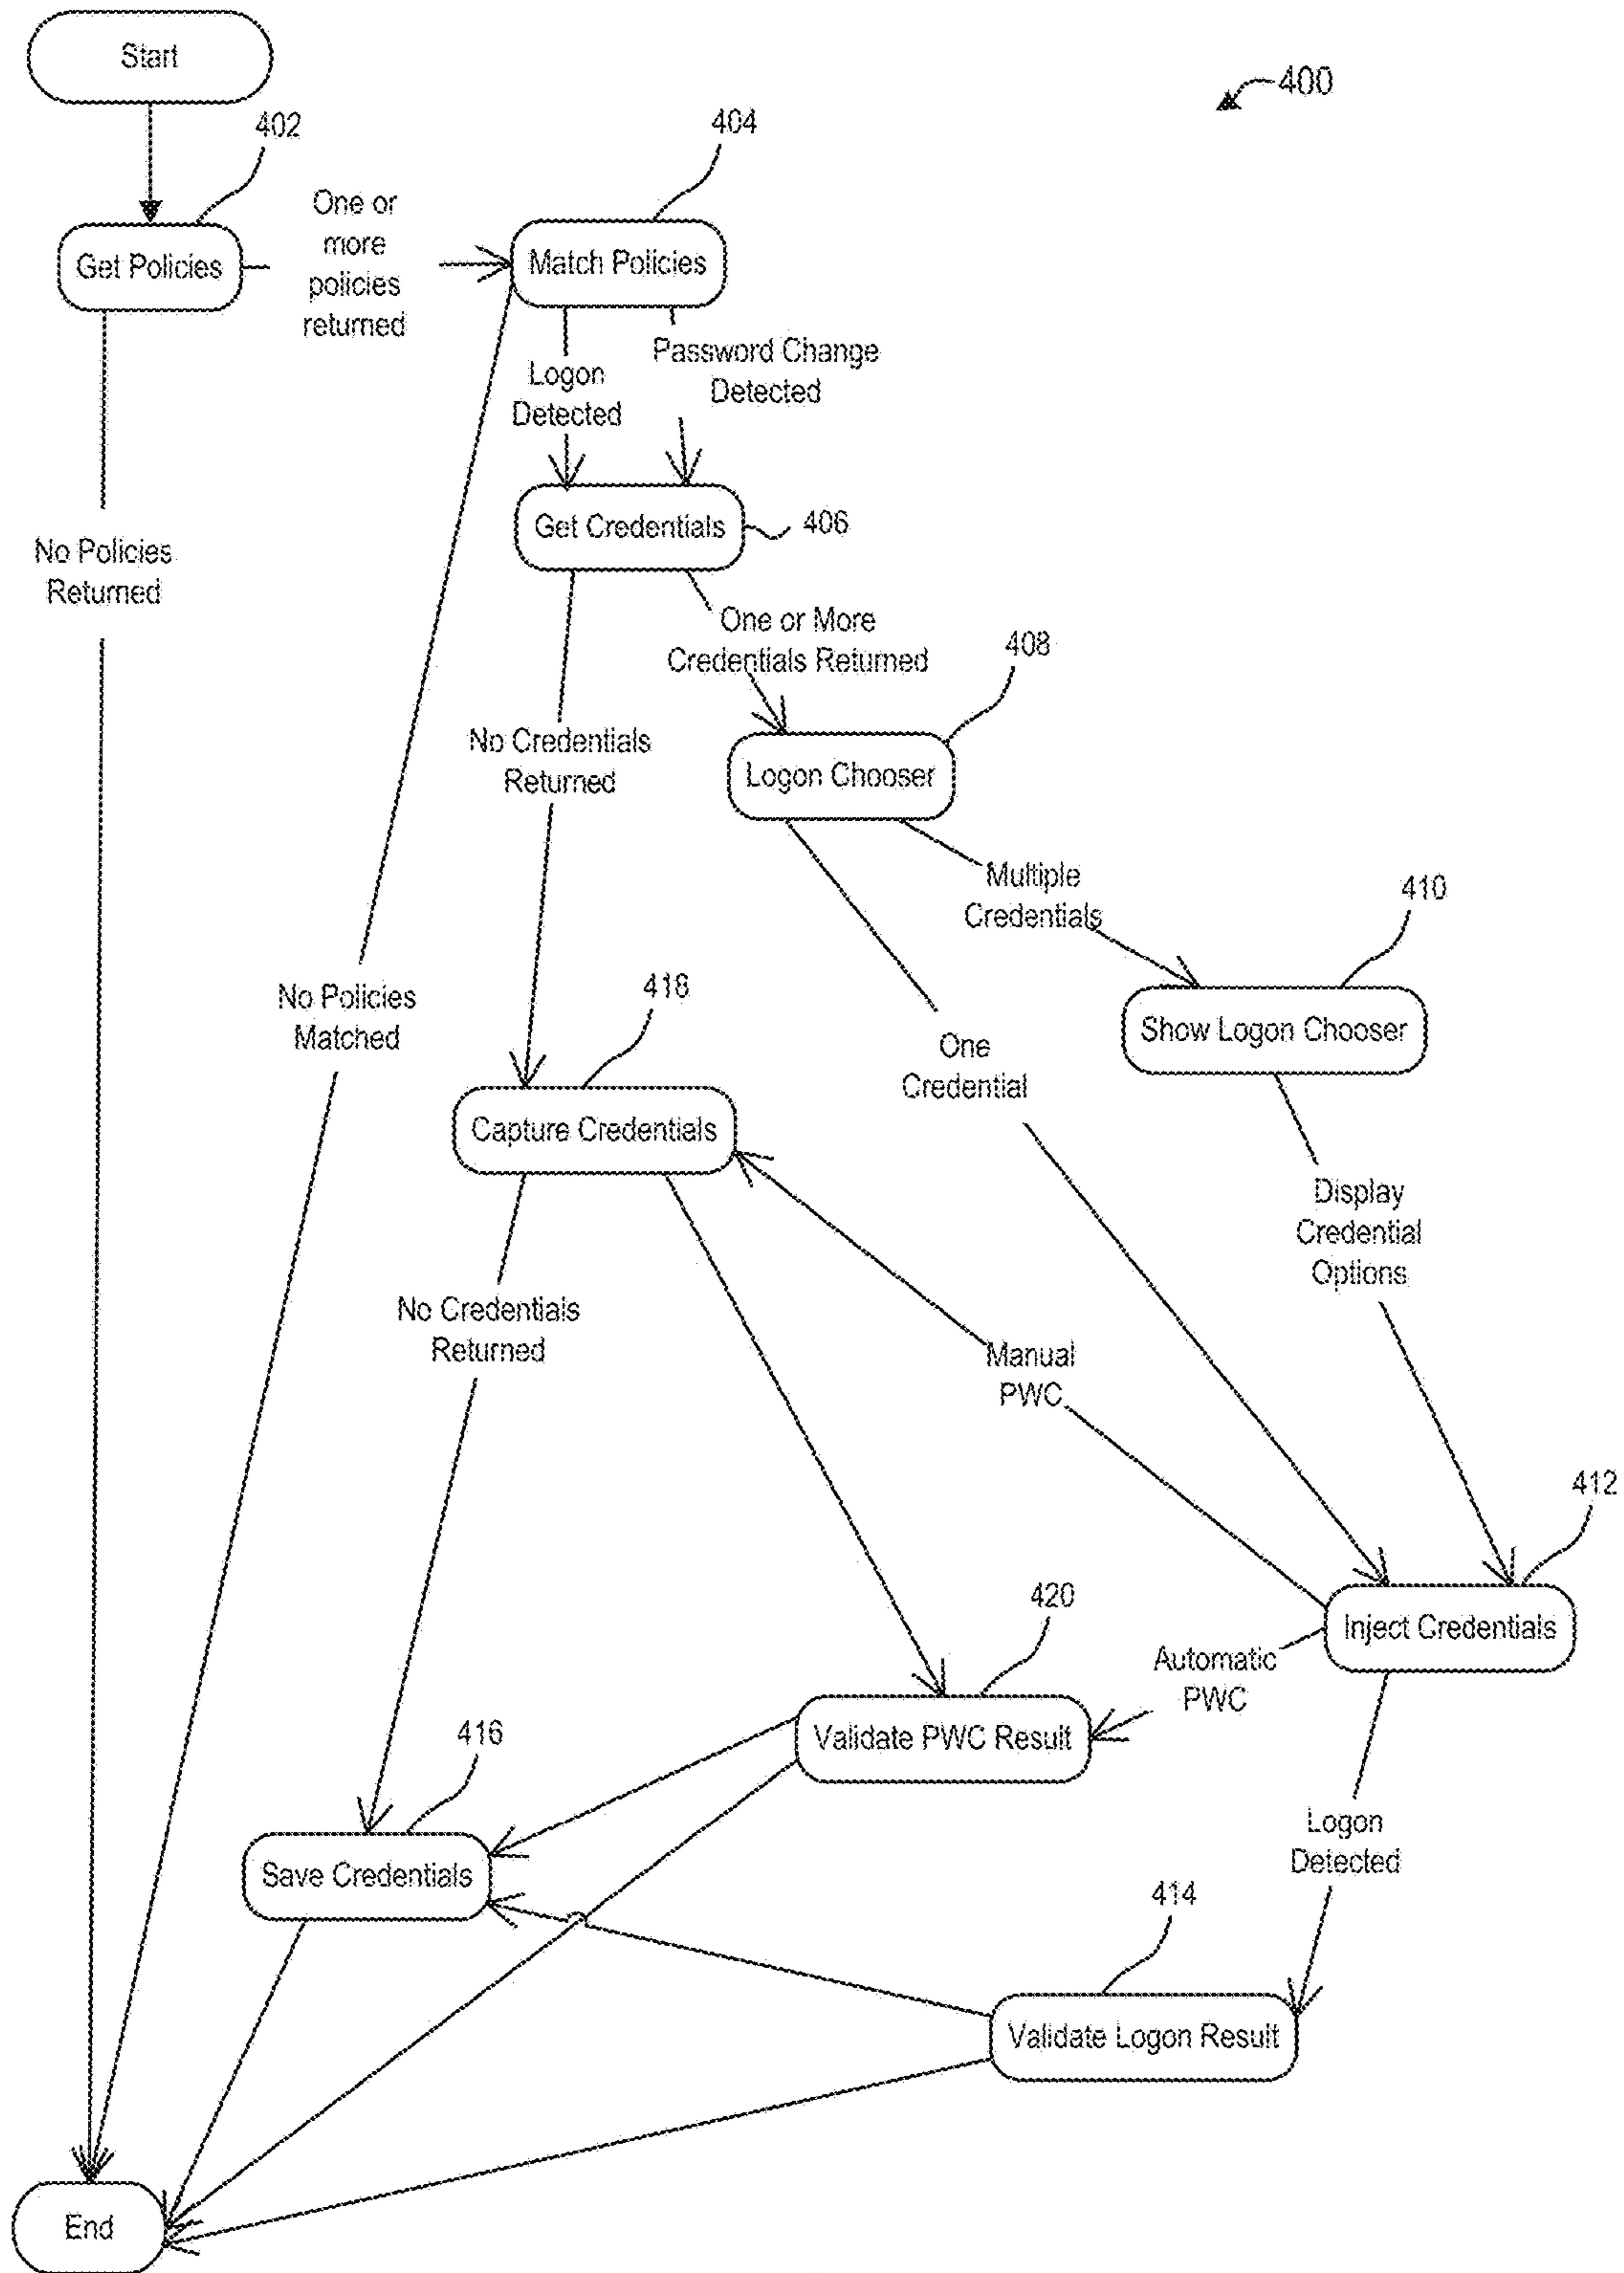 Start
400
402
404
One or
more
policies
returned
Get Policies
Match Policies
Logon
Detected
Password Change
Detected
Get Credentials
406
No Policies
Returned
One or More
Credentials Returned
408
No Credentials
Returned
Logon Chooser
Multiple
Credentials
410
No Policies
Matched
418
Show Logon Chooser
One
Credential
Capture Credentials
Display
Credential
Options
No Credentials
Returned
Manual
PWC
412
420
Inject Credentials
Automatic
PWC
416
Validate PWC Result
Logon
Detected
Save Credentials
414
Validate Logon Result
End